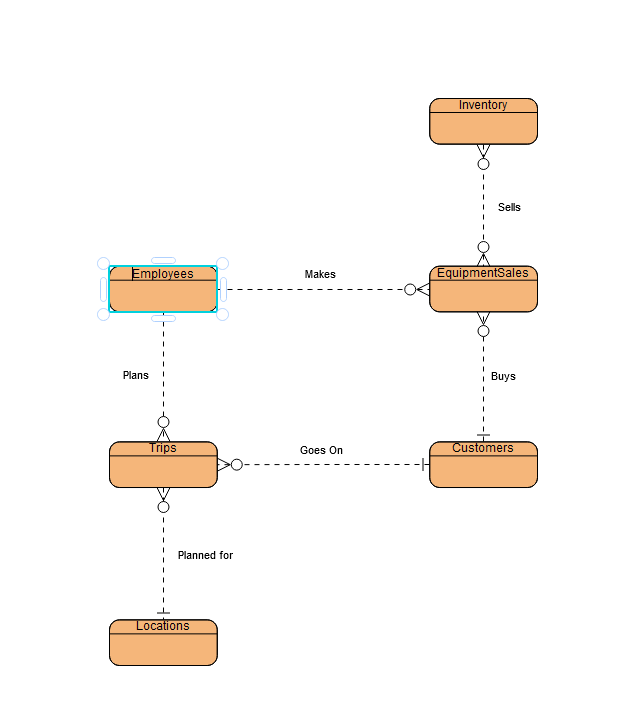 Inventory
Sells
Employees
Makes
EquipmentSales
Plans
Buys
Trips
Goes On
Customers
Planned for
Locations